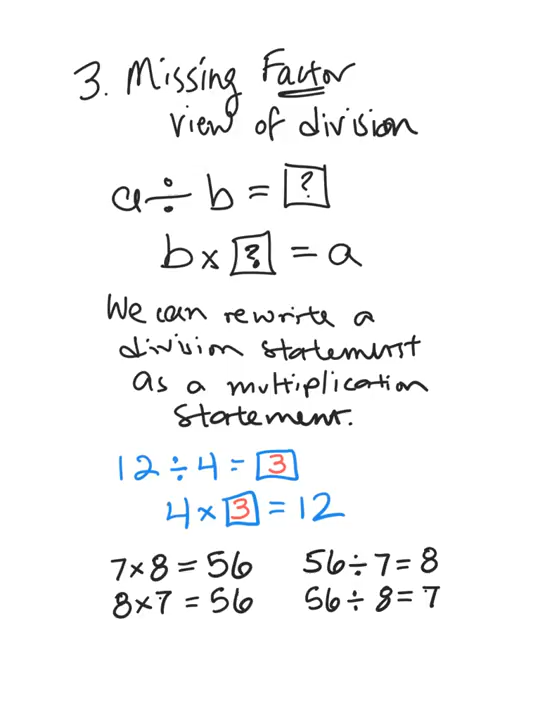 3. Missing Factor
view of division
a ÷ b = ?
b × ? = a
We can rewrite a
division statement
as a multiplication
statement.
12 ÷ 4 = 3
4 × 3 = 12
7×8 = 56 56÷7=8
8×7 = 56 56÷8=7